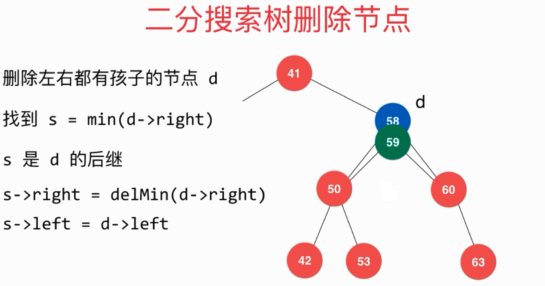 二分搜索树删除节点
删除左右都有孩子的节点 d
找到 s = min(d->right)
s 是 d 的后继
s->right = delMin(d->right)
s->left = d->left
41
d
58
59
50
60
42
53
63